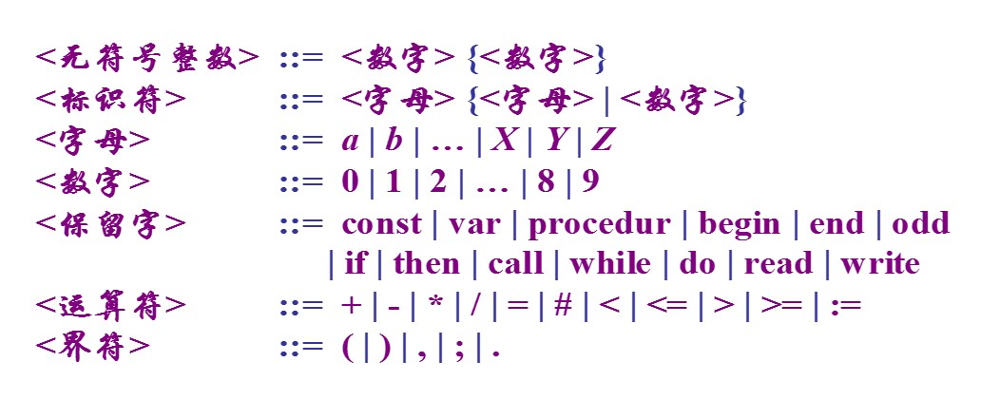 <无符号整数> ::= <数字> {<数字>}
<标识符> ::= <字母> {<字母> | <数字>}
<字母> ::= a | b | … | X | Y | Z
<数字> ::= 0 | 1 | 2 | … | 8 | 9
<保留字> ::= const | var | procedur | begin | end | odd
| if | then | call | while | do | read | write
<运算符> ::= + | - | * | / | = | # | < | <= | > | >= | :=
<界符> ::= ( | ) | , | ; | .